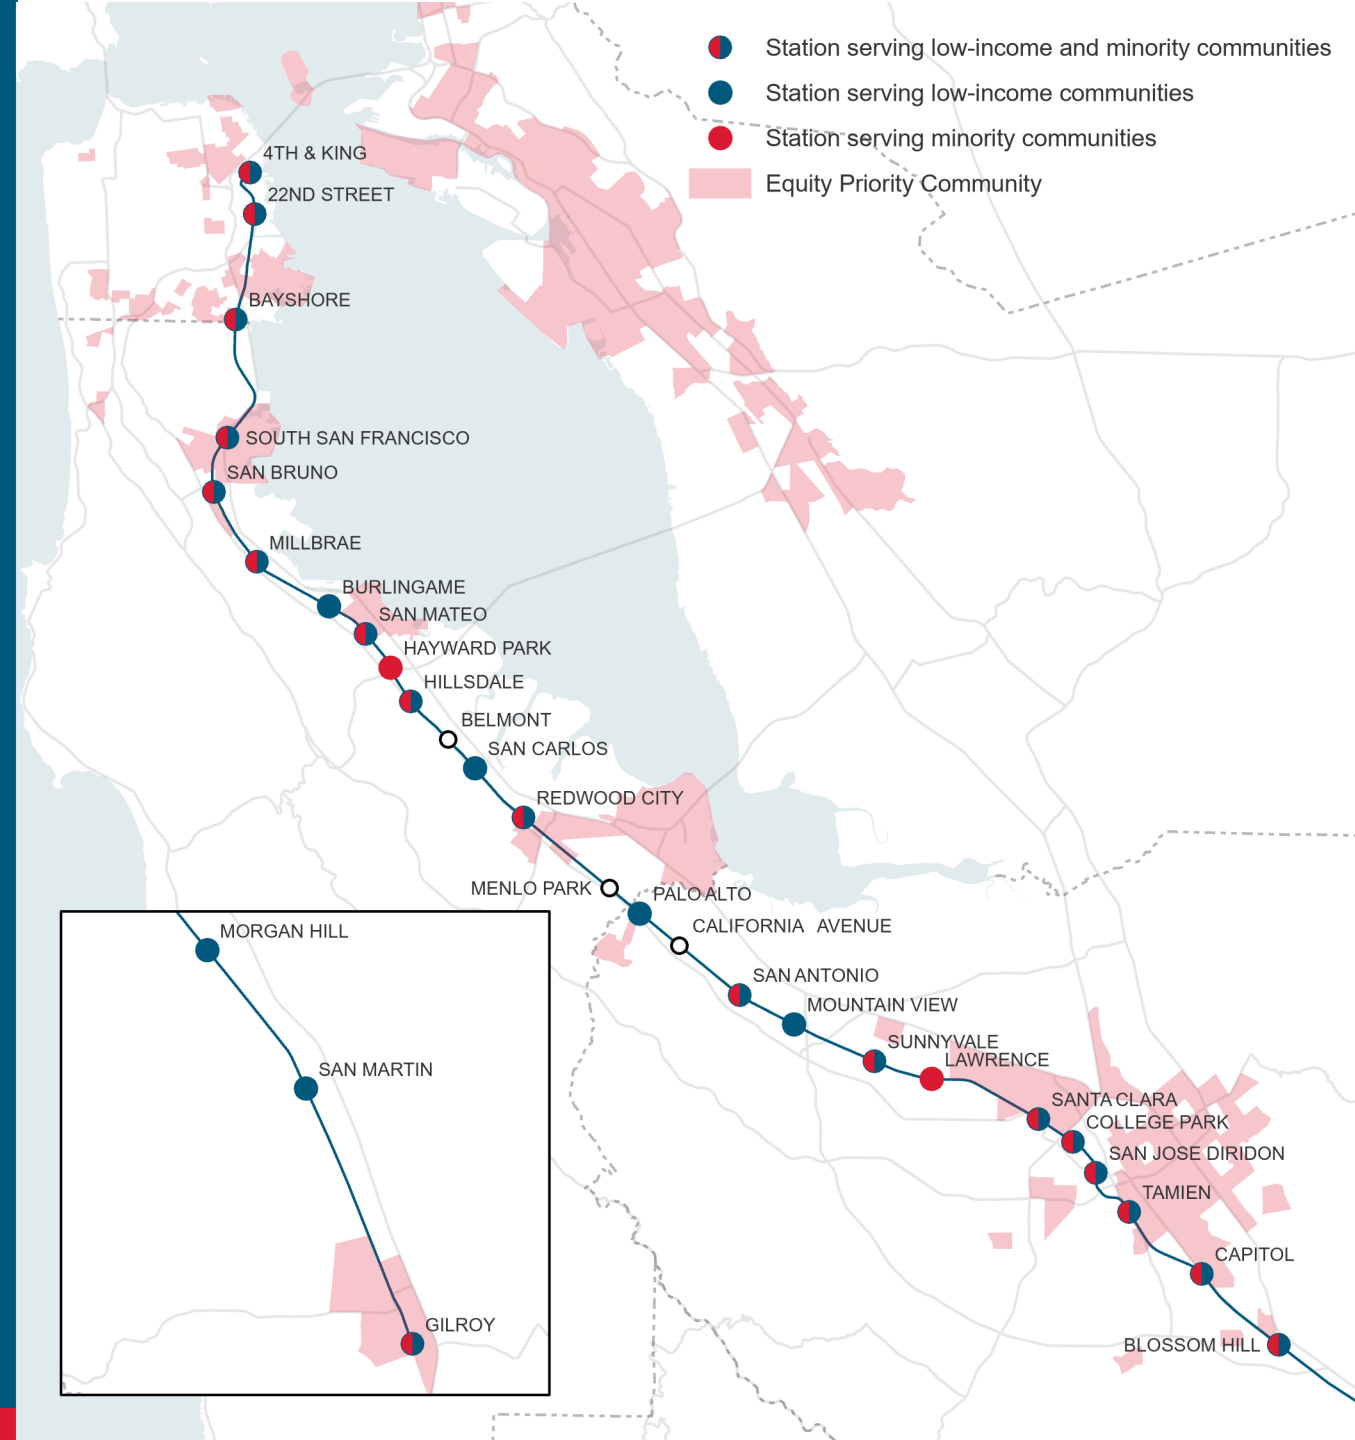 Station serving low-income and minority communities
Station serving low-income communities
Station serving minority communities
Equity Priority Community
4TH & KING
22ND STREET
BAYSHORE
SOUTH SAN FRANCISCO
SAN BRUNO
MILLBRAE
BURLINGAME
SAN MATEO
HAYWARD PARK
HILLSDALE
BELMONT
SAN CARLOS
REDWOOD CITY
MENLO PARK
PALO ALTO
CALIFORNIA AVENUE
SAN ANTONIO
MOUNTAIN VIEW
SUNNYVALE
LAWRENCE
SANTA CLARA
COLLEGE PARK
SAN JOSE DIRIDON
TAMIEN
CAPITOL
BLOSSOM HILL
MORGAN HILL
SAN MARTIN
GILROY